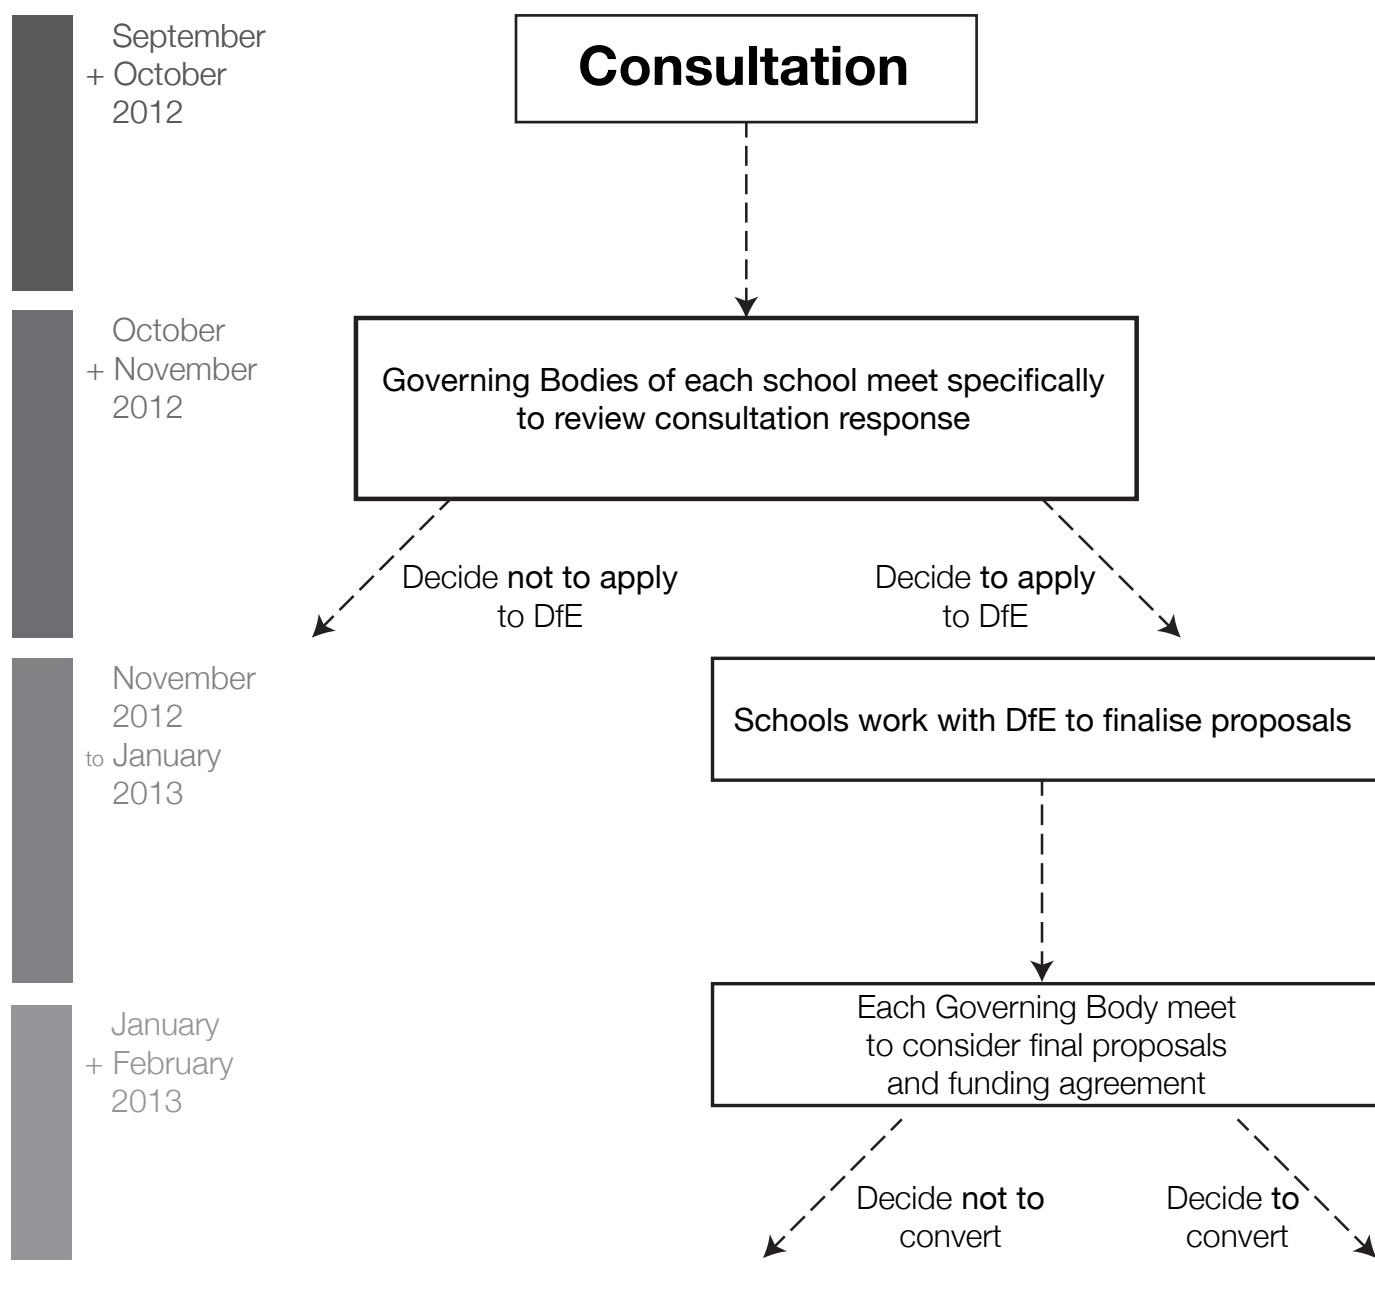 September
+ October
2012
Consultation
October
+ November
2012
Governing Bodies of each school meet specifically
to review consultation response
Decide not to apply
to DfE
Decide to apply
to DfE
November
2012
to January
2013
Schools work with DfE to finalise proposals
January
+ February
2013
Each Governing Body meet
to consider final proposals
and funding agreement
Decide not to
convert
Decide to
convert